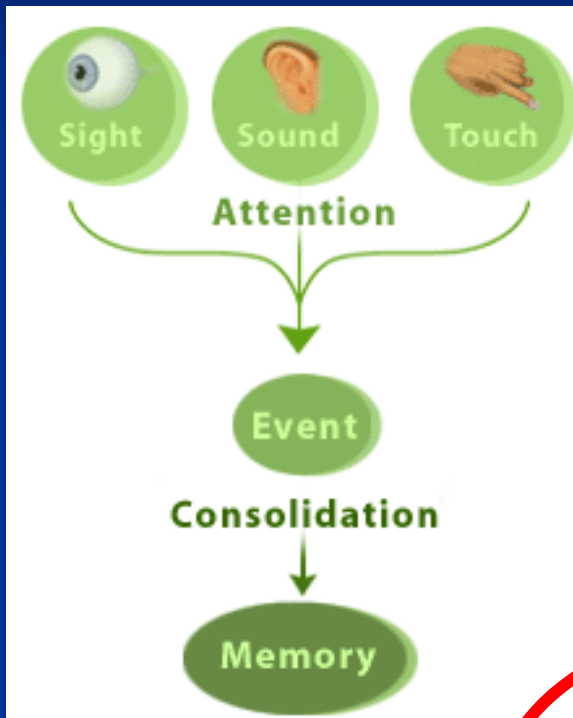 Sight Sound Touch
Attention
Event
Consolidation
Memory